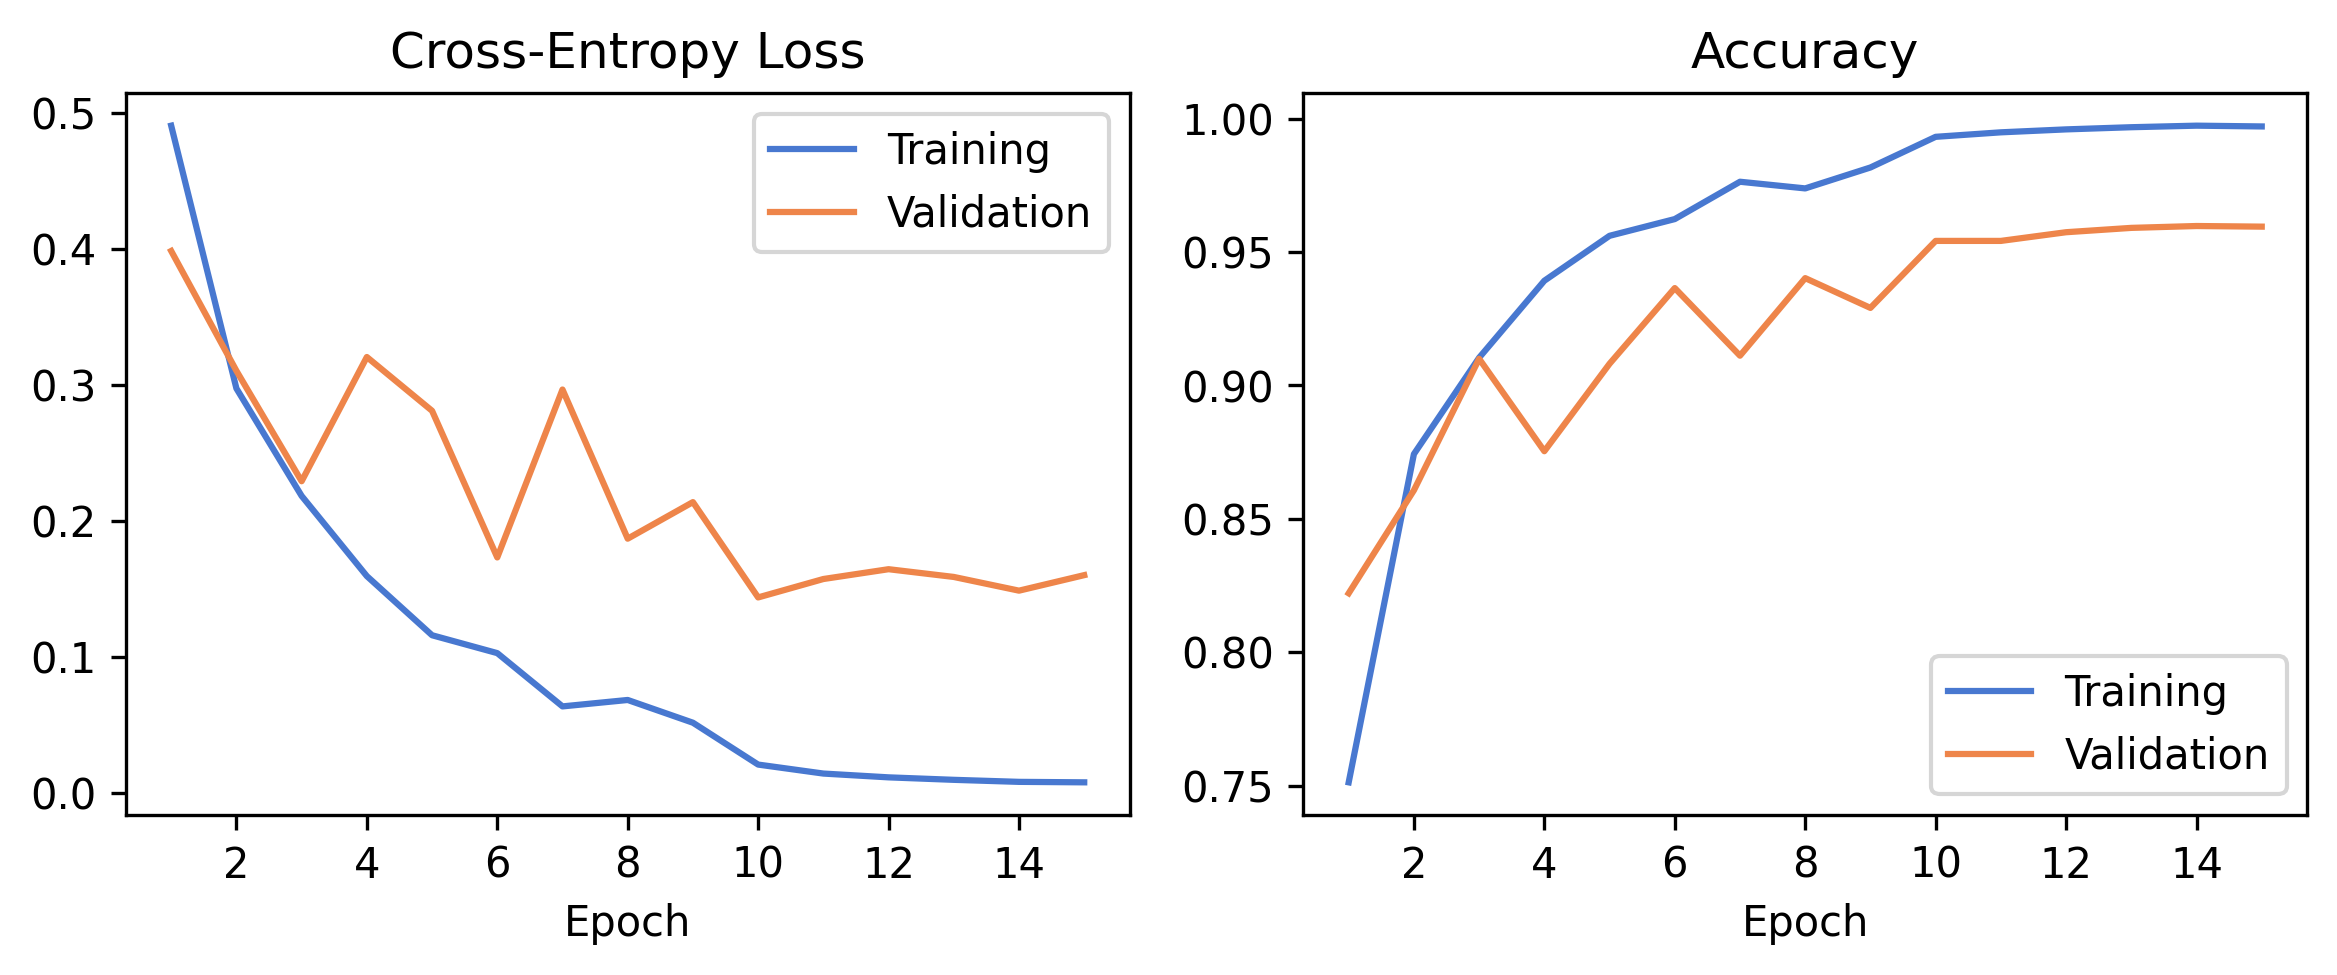 Cross-Entropy Loss
0.5
0.4
0.3
0.2
0.1
0.0
2 4 6 8 10 12 14
Epoch
Training
Validation
Accuracy
1.00
0.95
0.90
0.85
0.80
0.75
2 4 6 8 10 12 14
Epoch
Training
Validation